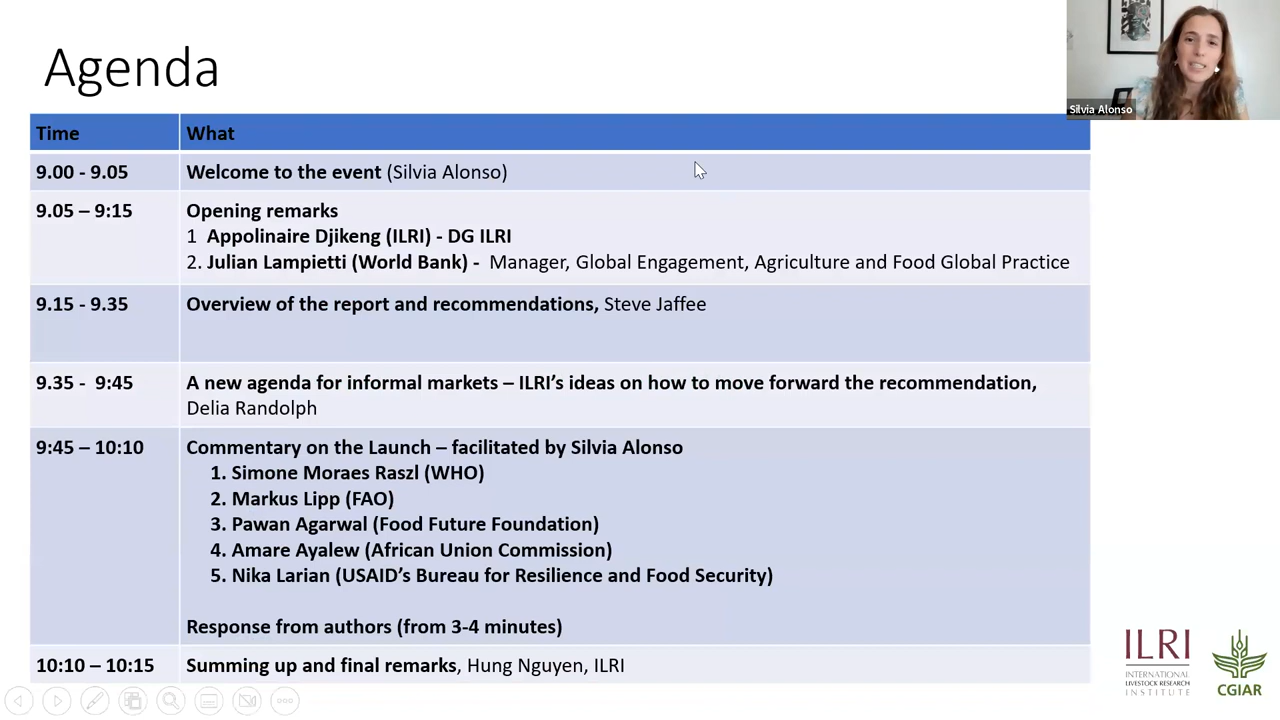 Agenda
Silvia Alonso
Time What
9.00 - 9.05 Welcome to the event (Silvia Alonso)
9.05 – 9:15 Opening remarks
1 Appolinaire Djikeng (ILRI) - DG ILRI
2. Julian Lampietti (World Bank) - Manager, Global Engagement, Agriculture and Food Global Practice
9.15 - 9.35 Overview of the report and recommendations, Steve Jaffee
9.35 - 9:45 A new agenda for informal markets – ILRI’s ideas on how to move forward the recommendation,
Delia Randolph
9:45 – 10:10 Commentary on the Launch – facilitated by Silvia Alonso
1. Simone Moraes Raszl (WHO)
2. Markus Lipp (FAO)
3. Pawan Agarwal (Food Future Foundation)
4. Amare Ayalew (African Union Commission)
5. Nika Larian (USAID’s Bureau for Resilience and Food Security)
Response from authors (from 3-4 minutes)
10:10 – 10:15 Summing up and final remarks, Hung Nguyen, ILRI
ILRI
INTERNATIONAL
LIVESTOCK RESEARCH
INSTITUTE
CGIAR